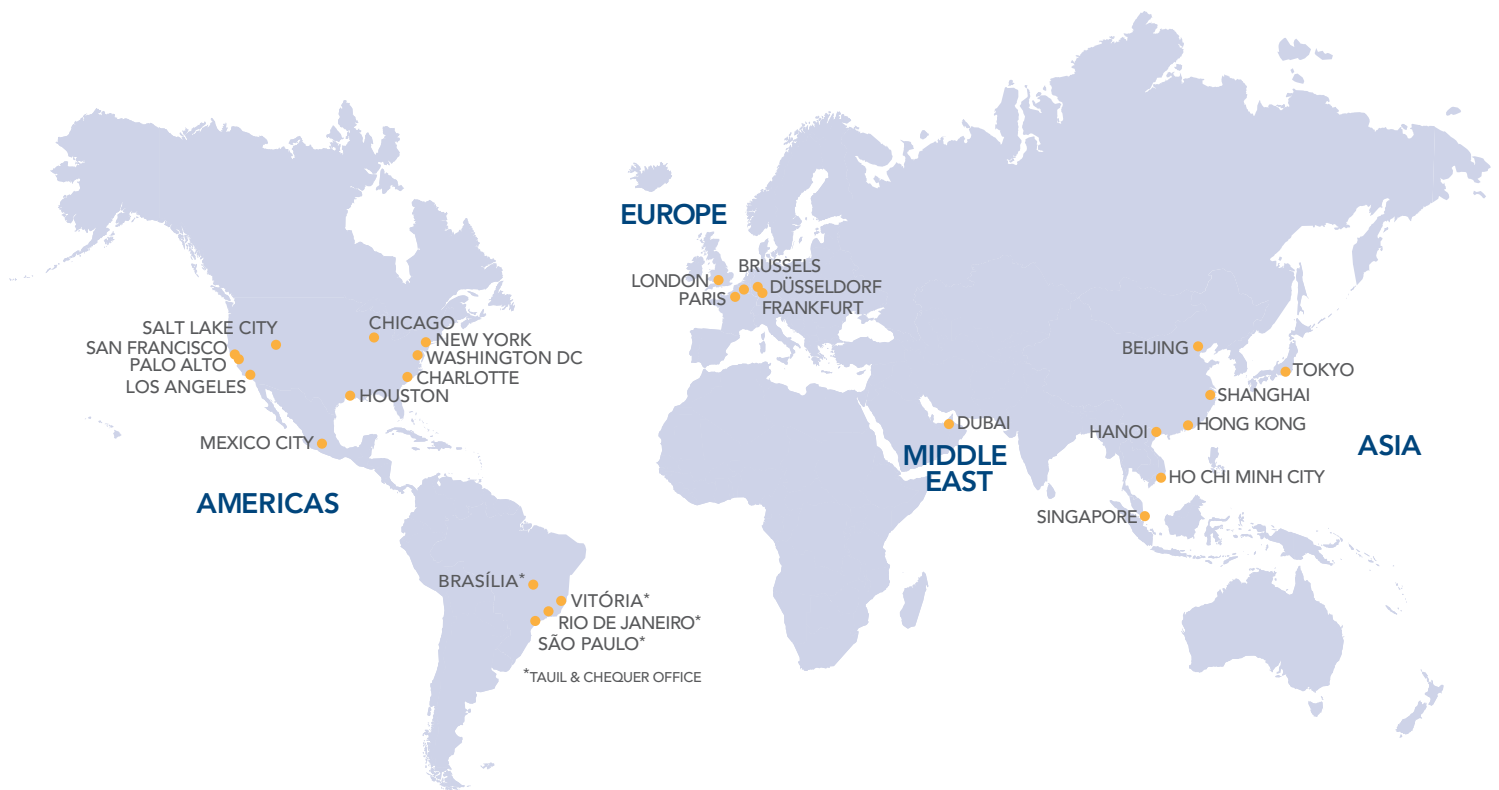 EUROPE
BRUSSELS
LONDON
DÜSSELDORF
PARIS
FRANKFURT
SALT LAKE CITY
CHICAGO
NEW YORK
SAN FRANCISCO
WASHINGTON DC
PALO ALTO
CHARLOTTE
LOS ANGELES
HOUSTON
MEXICO CITY
AMERICAS
BRASÍLIA*
VITÓRIA*
RIO DE JANEIRO*
SÃO PAULO*
*TAUIL & CHEQUER OFFICE
DUBAI
MIDDLE
EAST
BEIJING
TOKYO
SHANGHAI
HONG KONG
HANOI
ASIA
HO CHI MINH CITY
SINGAPORE